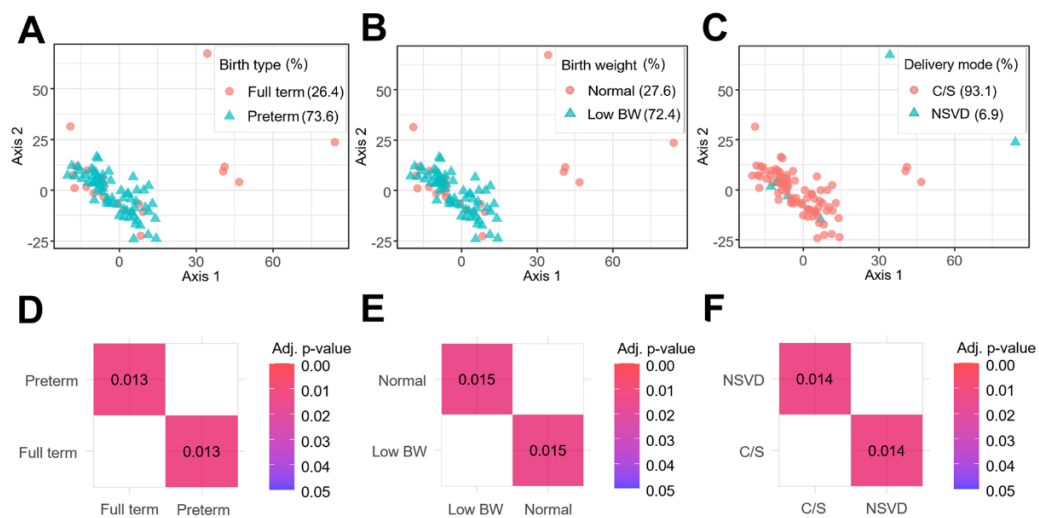 A
Birth type (%)
Full term (26.4)
Preterm (73.6)
Axis 2
50
25
0
-25
0
30
60
Axis 1
B
Birth weight (%)
Normal (27.6)
Low BW (72.4)
Axis 2
50
25
0
-25
0
30
60
Axis 1
C
Delivery mode (%)
C/S (93.1)
NSVD (6.9)
Axis 2
50
25
0
-25
0
30
60
Axis 1
D
Adj. p-value
Preterm
0.013
Full term
0.013
Full term Preterm
0.00
0.01
0.02
0.03
0.04
0.05
E
Adj. p-value
Normal
0.015
Low BW
0.015
Low BW Normal
0.00
0.01
0.02
0.03
0.04
0.05
F
Adj. p-value
NSVD
0.014
C/S
0.014
C/S NSVD
0.00
0.01
0.02
0.03
0.04
0.05